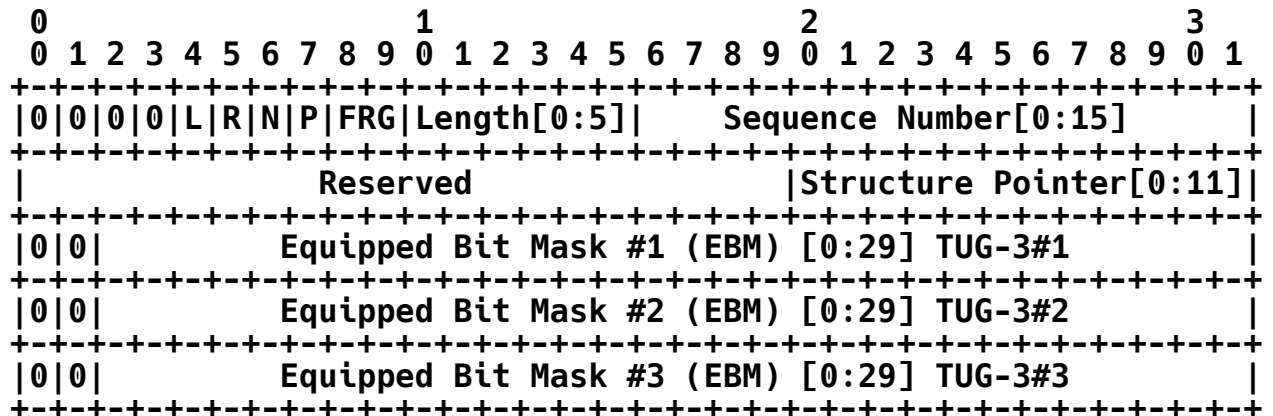 0                   1                   2                   3
 0 1 2 3 4 5 6 7 8 9 0 1 2 3 4 5 6 7 8 9 0 1 2 3 4 5 6 7 8 9 0 1
+-+-+-+-+-+-+-+-+-+-+-+-+-+-+-+-+-+-+-+-+-+-+-+-+-+-+-+-+-+-+-+-+
|0|0|0|0|L|R|N|P|FRG|Length[0:5]|    Sequence Number[0:15]      |
+-+-+-+-+-+-+-+-+-+-+-+-+-+-+-+-+-+-+-+-+-+-+-+-+-+-+-+-+-+-+-+-+
|               Reserved                |Structure Pointer[0:11]|
+-+-+-+-+-+-+-+-+-+-+-+-+-+-+-+-+-+-+-+-+-+-+-+-+-+-+-+-+-+-+-+-+
|0|0|         Equipped Bit Mask #1 (EBM) [0:29] TUG-3#1         |
+-+-+-+-+-+-+-+-+-+-+-+-+-+-+-+-+-+-+-+-+-+-+-+-+-+-+-+-+-+-+-+-+
|0|0|         Equipped Bit Mask #2 (EBM) [0:29] TUG-3#2         |
+-+-+-+-+-+-+-+-+-+-+-+-+-+-+-+-+-+-+-+-+-+-+-+-+-+-+-+-+-+-+-+-+
|0|0|         Equipped Bit Mask #3 (EBM) [0:29] TUG-3#3         |
+-+-+-+-+-+-+-+-+-+-+-+-+-+-+-+-+-+-+-+-+-+-+-+-+-+-+-+-+-+-+-+-+